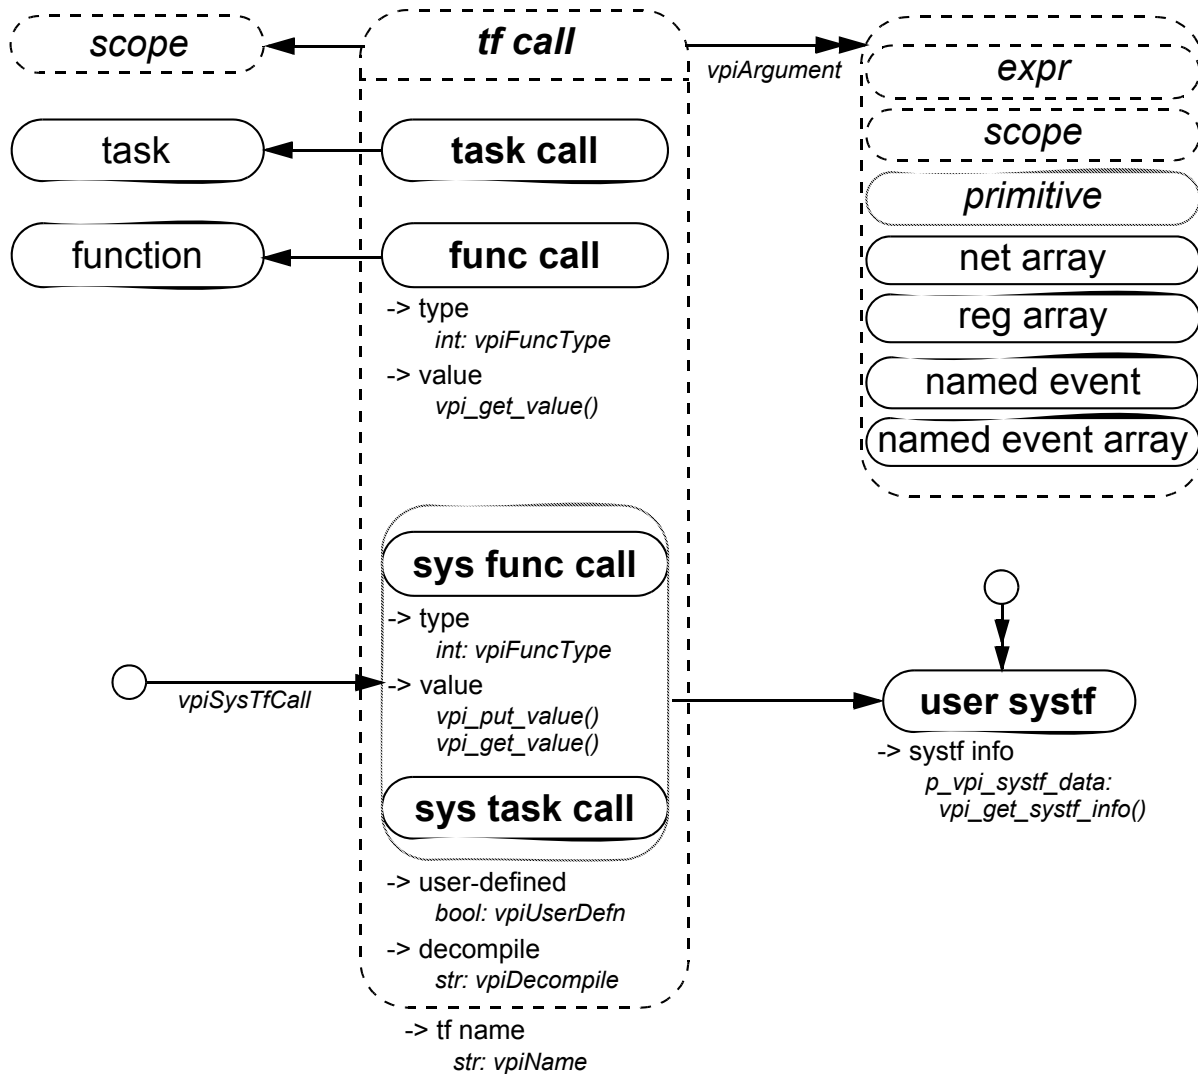 scope
tf call
vpiArgument
expr
scope
primitive
net array
reg array
named event
named event array
task
task call
function
func call
-> type
int: vpiFuncType
-> value
vpi_get_value()
sys func call
-> type
int: vpiFuncType
-> value
vpi_put_value()
vpi_get_value()
sys task call
vpiSysTfCall
-> user-defined
bool: vpiUserDefn
-> decompile
str: vpiDecompile
-> tf name
str: vpiName
user systf
-> systf info
p_vpi_systf_data:
vpi_get_systf_info()